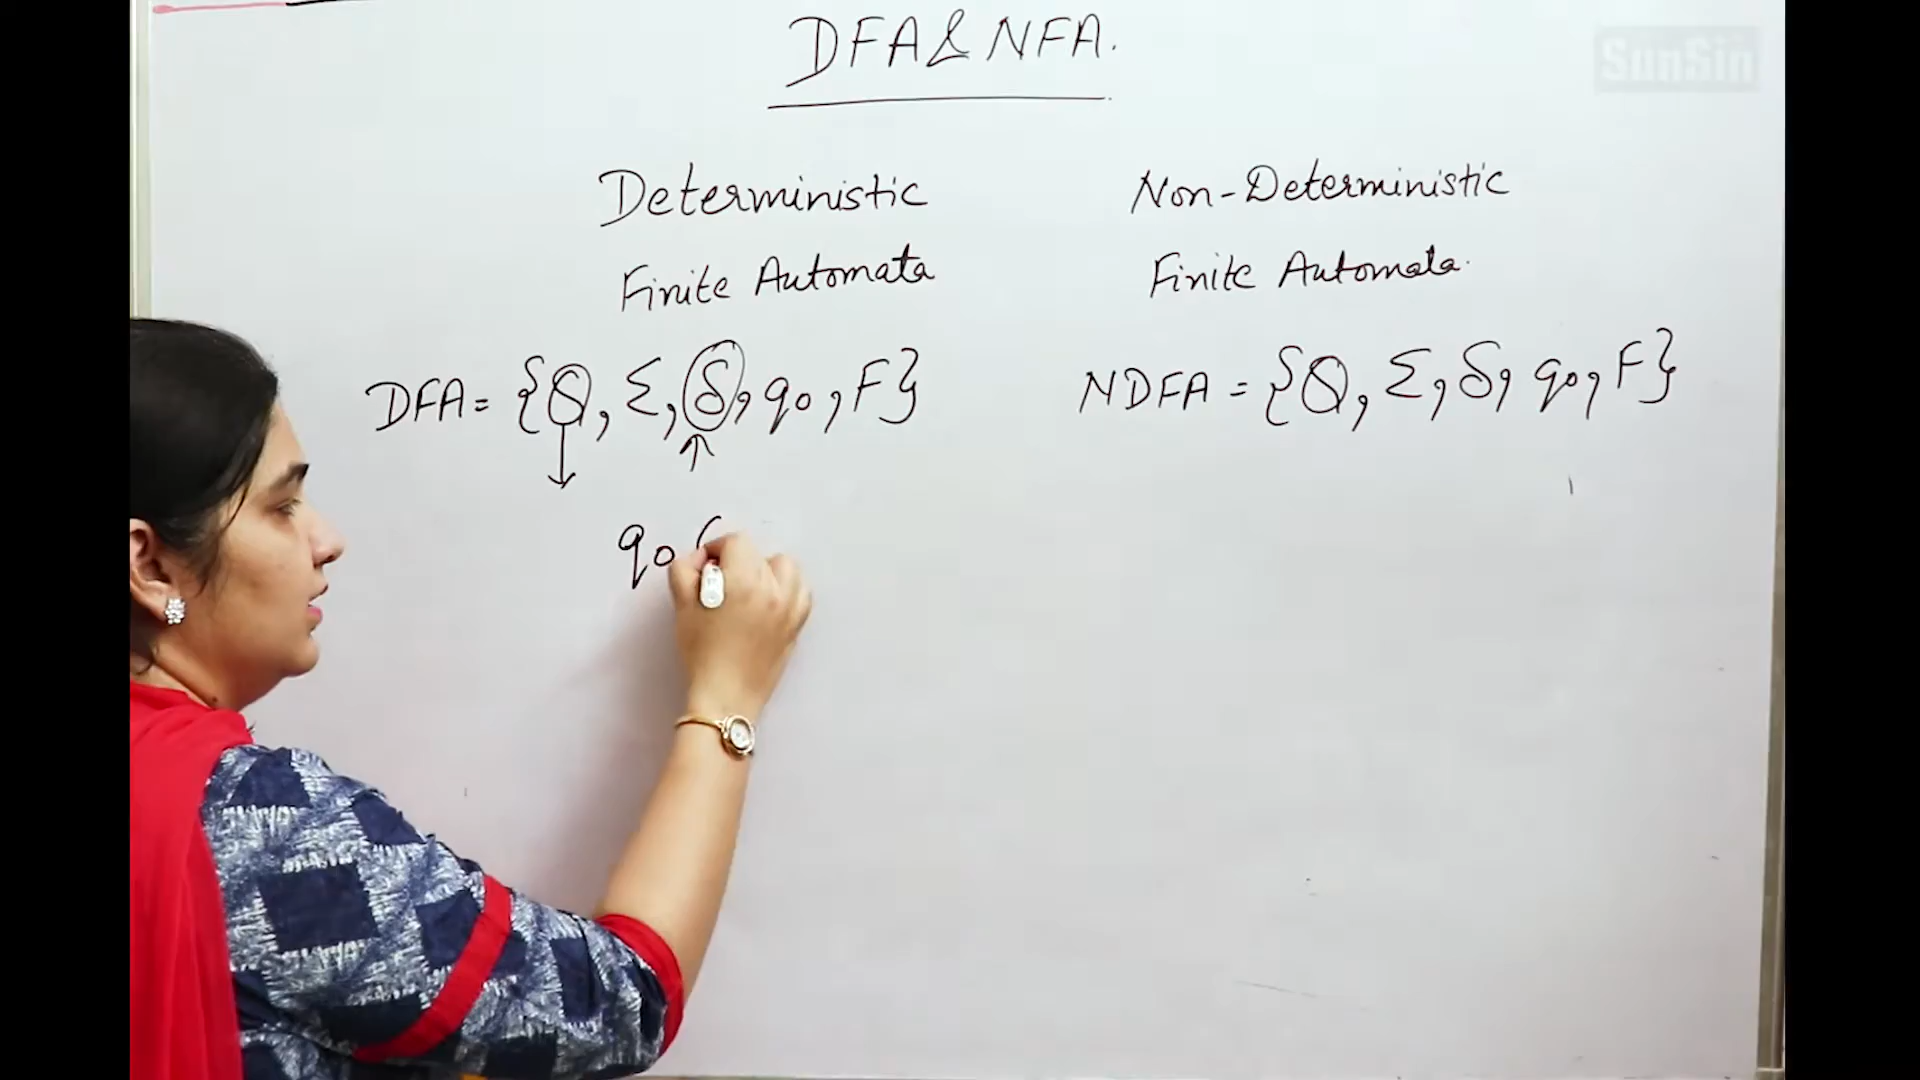 SunSin
DFA & NFA.
Deterministic
Finite Automata
DFA = {Q, Σ, δ, q0, F}
q0
Non-Deterministic
Finite Automata.
NDFA = {Q, Σ, δ, q0, F}